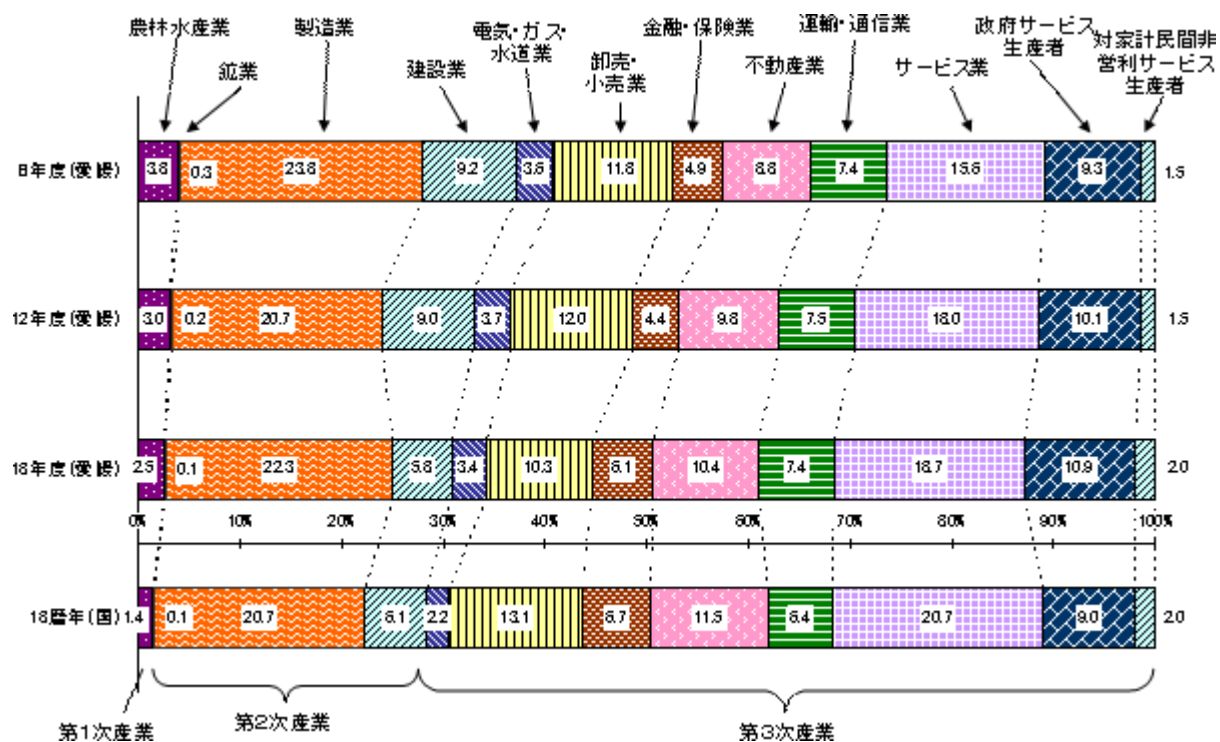 農林水産業
鉱業
製造業
建設業
電気・ガス・
水道業
卸売・
小売業
金融・保険業
不動産業
運輸・通信業
サービス業
政府サービス
生産者
対家計民間非
営利サービス
生産者
8年度(愛媛) 3.8 0.3 23.8 9.2 3.6 11.8 4.9 8.8 7.4 15.6 9.3 1.5
12年度(愛媛) 3.0 0.2 20.7 9.0 3.7 12.0 4.4 9.8 7.5 18.0 10.1 1.5
18年度(愛媛) 2.5 0.1 22.3 5.8 3.4 10.3 6.1 10.4 7.4 18.7 10.9 2.0
0% 10% 20% 30% 40% 50% 60% 70% 80% 90% 100%
18暦年(国) 1.4 0.1 20.7 6.1 2.2 13.1 6.7 11.5 6.4 20.7 9.0 2.0
第1次産業
第2次産業
第3次産業